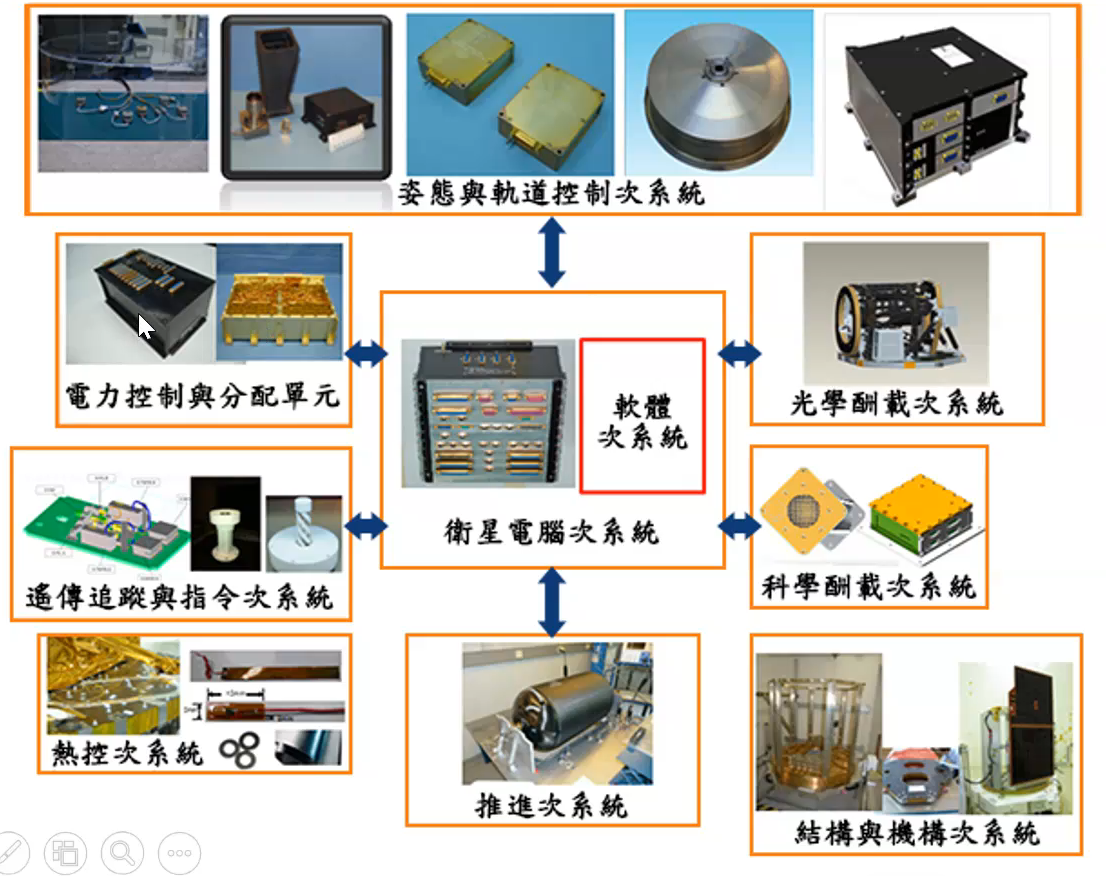 姿態與軌道控制次系統
電力控制與分配單元
軟體
次系統
衛星電腦次系統
光學酬載次系統
遙傳追蹤與指令次系統
科學酬載次系統
熱控次系統
推進次系統
結構與機構次系統